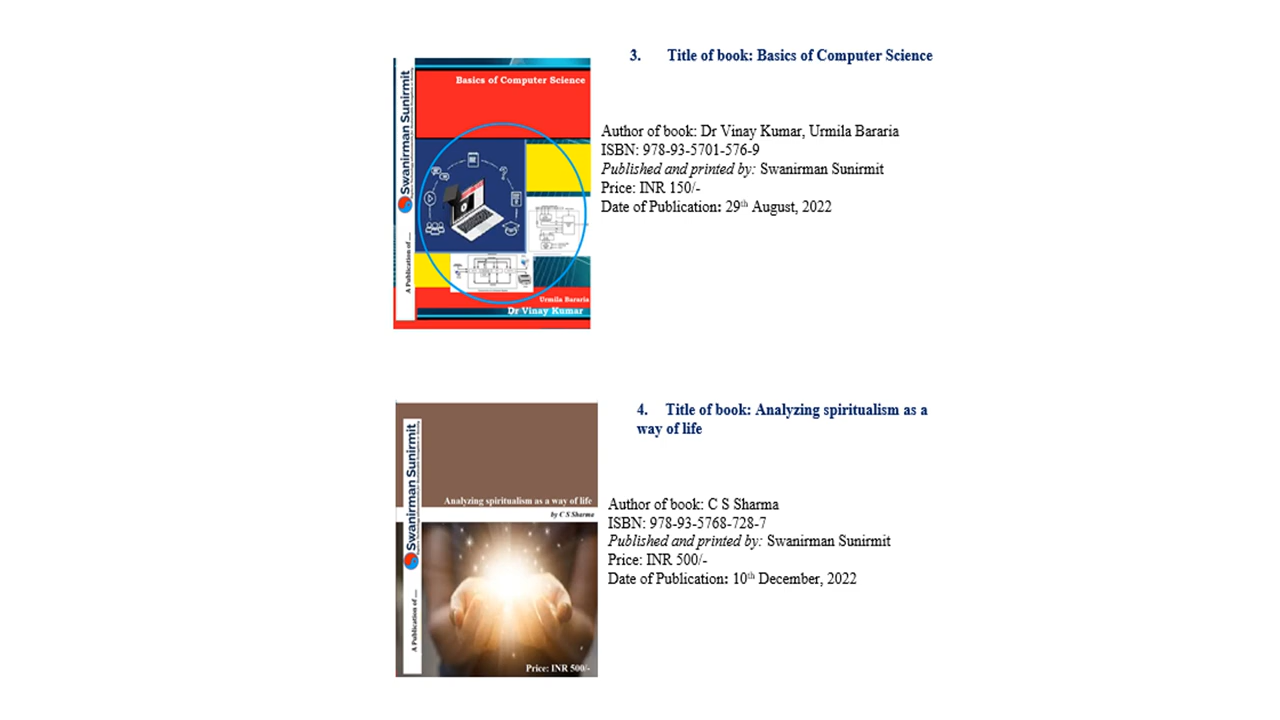 3. Title of book: Basics of Computer Science
Basics of Computer Science
Swanirman Sunirmit
A Publication of ....
Urmila Bararia
Dr Vinay Kumar
Author of book: Dr Vinay Kumar, Urmila Bararia
ISBN: 978-93-5701-576-9
Published and printed by: Swanirman Sunirmit
Price: INR 150/-
Date of Publication: 29th August, 2022
4. Title of book: Analyzing spiritualism as a
way of life
Analyzing spiritualism as a way of life
by C S Sharma
Swanirman Sunirmit
A Publication of ....
Price: INR 500/-
Author of book: C S Sharma
ISBN: 978-93-5768-728-7
Published and printed by: Swanirman Sunirmit
Price: INR 500/-
Date of Publication: 10th December, 2022